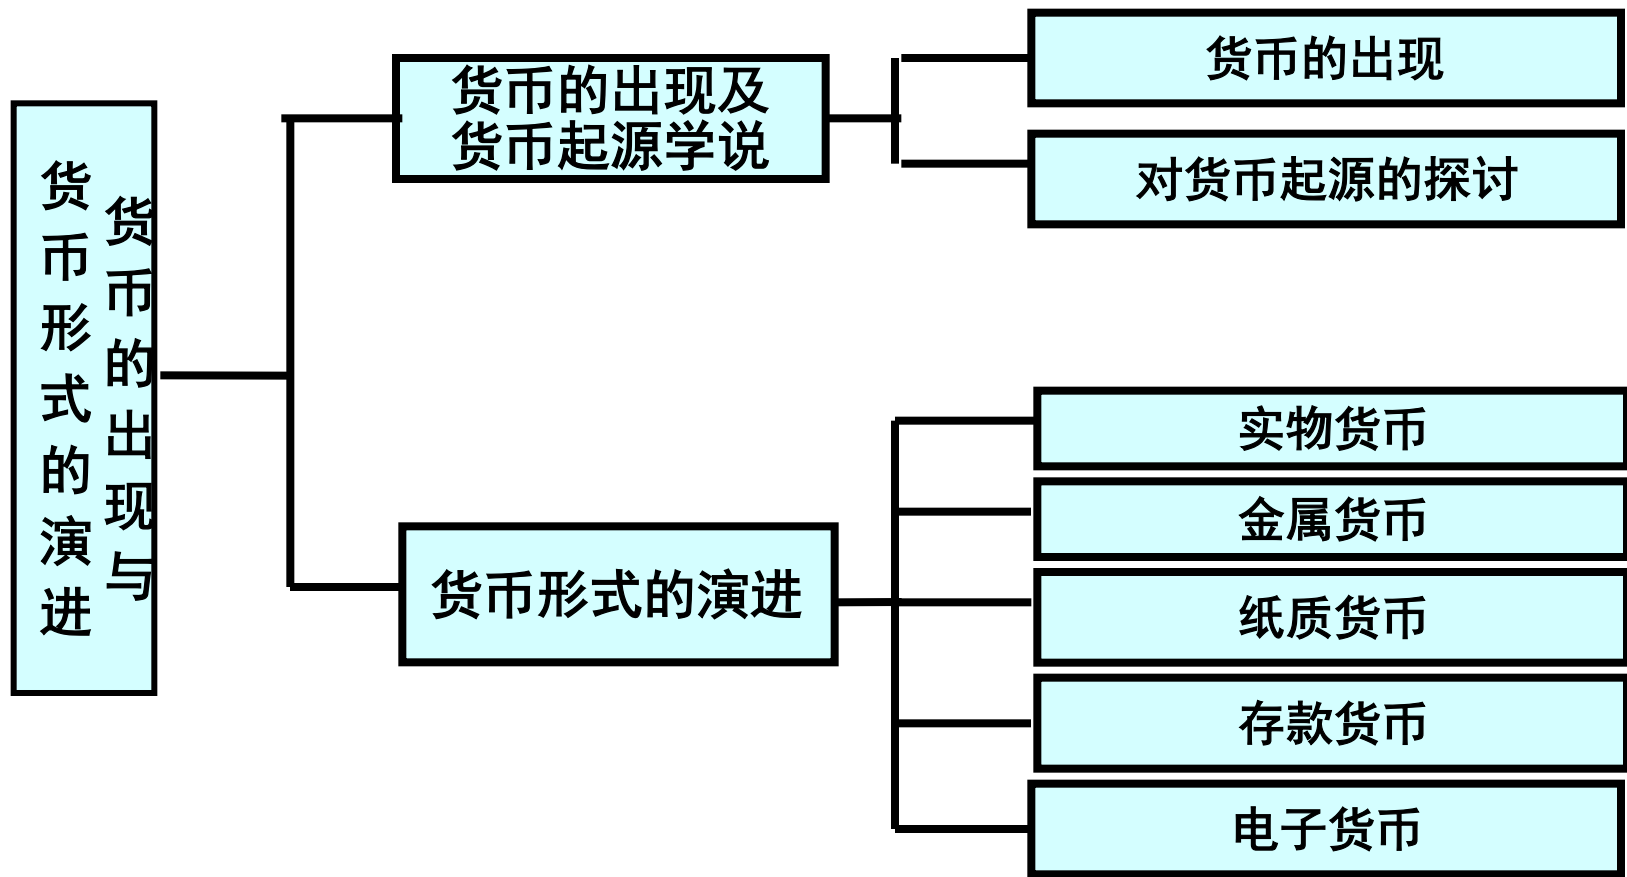 货币的出现与
货币形式的演进
货币的出现及
货币起源学说
货币的出现
对货币起源的探讨
货币形式的演进
实物货币
金属货币
纸质货币
存款货币
电子货币